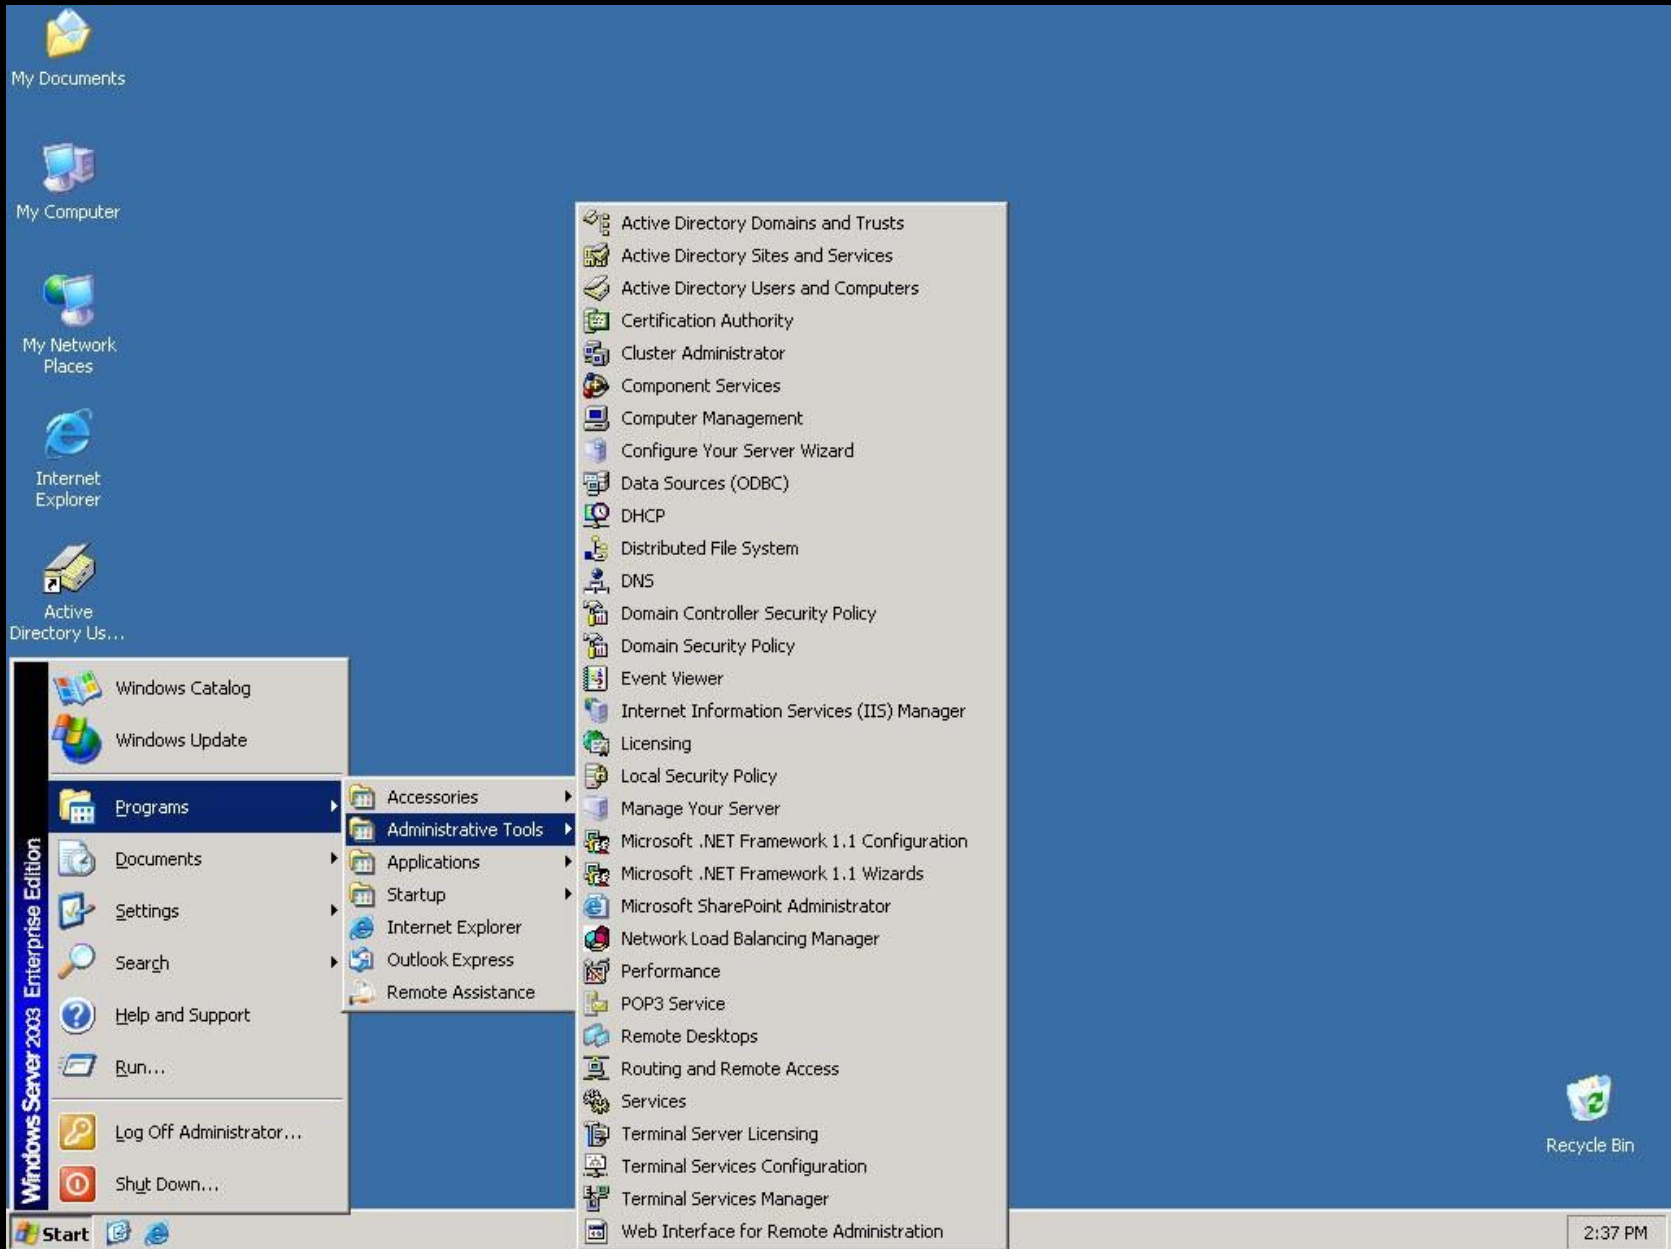 My Documents
My Computer
My Network
Places
Internet
Explorer
Active
Directory Us...
Windows Server 2003 Enterprise Edition
Windows Catalog
Windows Update
Programs
Documents
Settings
Search
Help and Support
Run...
Log Off Administrator...
Shut Down...
Accessories
Administrative Tools
Applications
Startup
Internet Explorer
Outlook Express
Remote Assistance
Active Directory Domains and Trusts
Active Directory Sites and Services
Active Directory Users and Computers
Certification Authority
Cluster Administrator
Component Services
Computer Management
Configure Your Server Wizard
Data Sources (ODBC)
DHCP
Distributed File System
DNS
Domain Controller Security Policy
Domain Security Policy
Event Viewer
Internet Information Services (IIS) Manager
Licensing
Local Security Policy
Manage Your Server
Microsoft .NET Framework 1.1 Configuration
Microsoft .NET Framework 1.1 Wizards
Microsoft SharePoint Administrator
Network Load Balancing Manager
Performance
POP3 Service
Remote Desktops
Routing and Remote Access
Services
Terminal Server Licensing
Terminal Services Configuration
Terminal Services Manager
Web Interface for Remote Administration
Recycle Bin
Start
2:37 PM